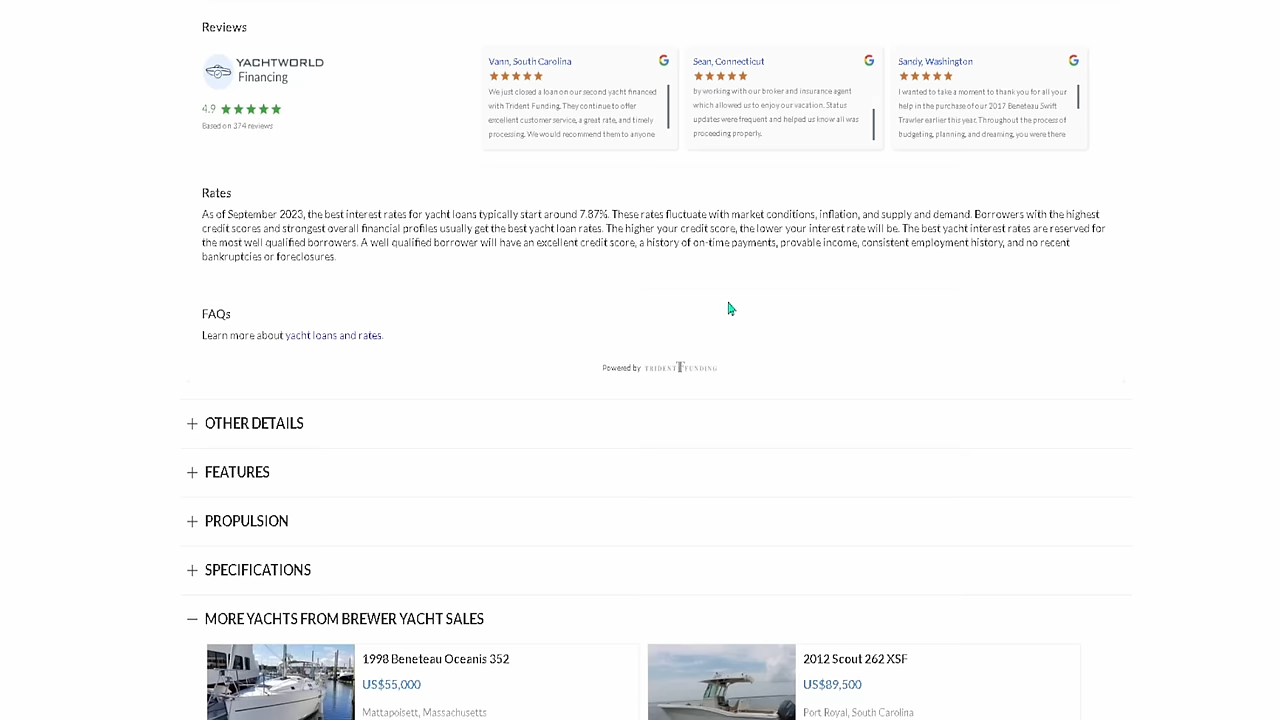 Reviews
YACHTWORLD
Financing
4.9
Based on 374 reviews
Vann, South Carolina
We just closed a loan on our second yacht financed
with Trident Funding. They continue to offer
excellent customer service, a great rate, and timely
processing. We would recommend them to anyone
Sean, Connecticut
by working with our broker and insurance agent
which allowed us to enjoy our vacation. Status
updates were frequent and helped us know all was
proceeding properly.
Sandy, Washington
I wanted to take a moment to thank you for all your
help in the purchase of our 2017 Beneteau Swift
Trawler earlier this year. Throughout the process of
budgeting, planning, and dreaming, you were there
Rates
As of September 2023, the best interest rates for yacht loans typically start around 7.87%. These rates fluctuate with market conditions, inflation, and supply and demand. Borrowers with the highest
credit scores and strongest overall financial profiles usually get the best yacht loan rates. The higher your credit score, the lower your interest rate will be. The best yacht interest rates are reserved for
the most well qualified borrowers. A well qualified borrower will have an excellent credit score, a history of on-time payments, provable income, consistent employment history, and no recent
bankruptcies or foreclosures.
FAQs
Learn more about yacht loans and rates.
Powered by TRIDENT FUNDING
OTHER DETAILS
FEATURES
PROPULSION
SPECIFICATIONS
MORE YACHTS FROM BREWER YACHT SALES
1998 Beneteau Oceanis 352
US$55,000
Mattapoisett, Massachusetts
2012 Scout 262 XSF
US$89,500
Port Royal, South Carolina